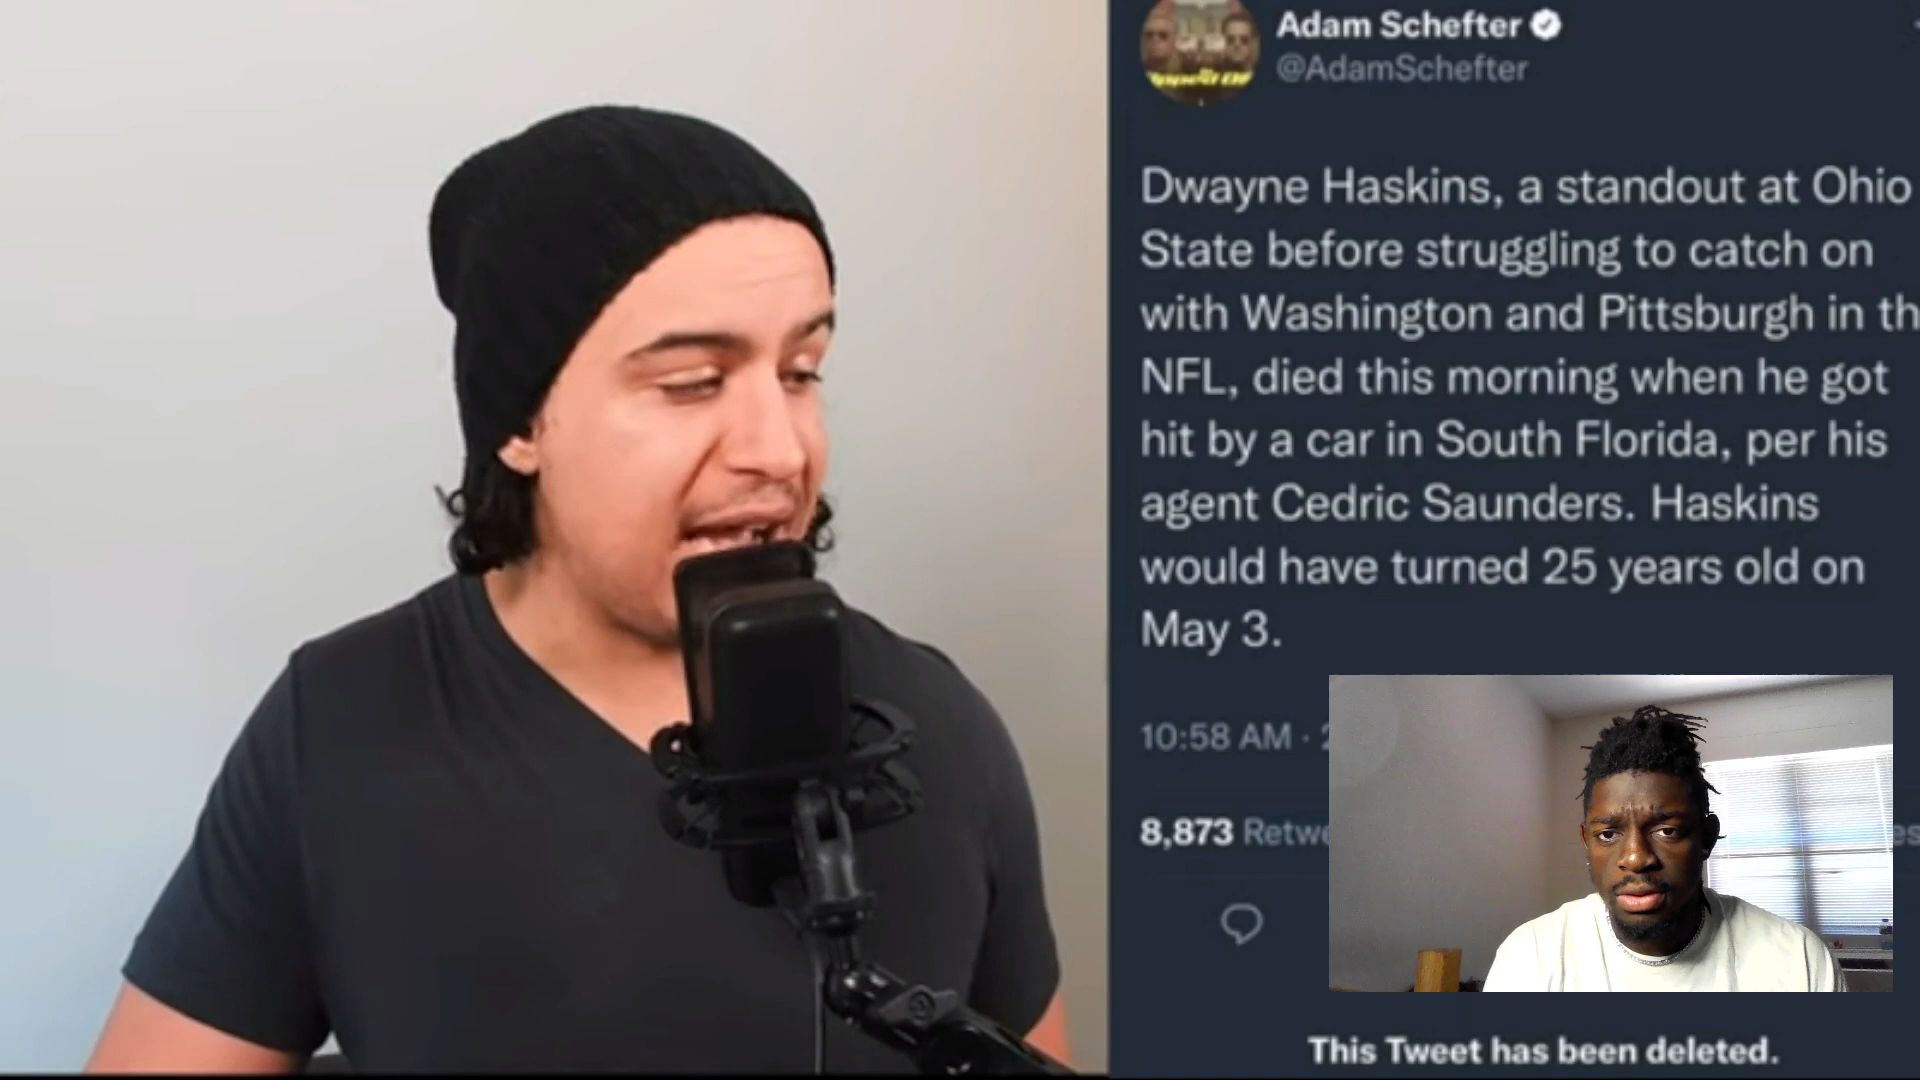 Adam Schefter
@AdamSchefter
Dwayne Haskins, a standout at Ohio
State before struggling to catch on
with Washington and Pittsburgh in th
NFL, died this morning when he got
hit by a car in South Florida, per his
agent Cedric Saunders. Haskins
would have turned 25 years old on
May 3.
10:58 AM · 2
8,873 Retwe es
This Tweet has been deleted.